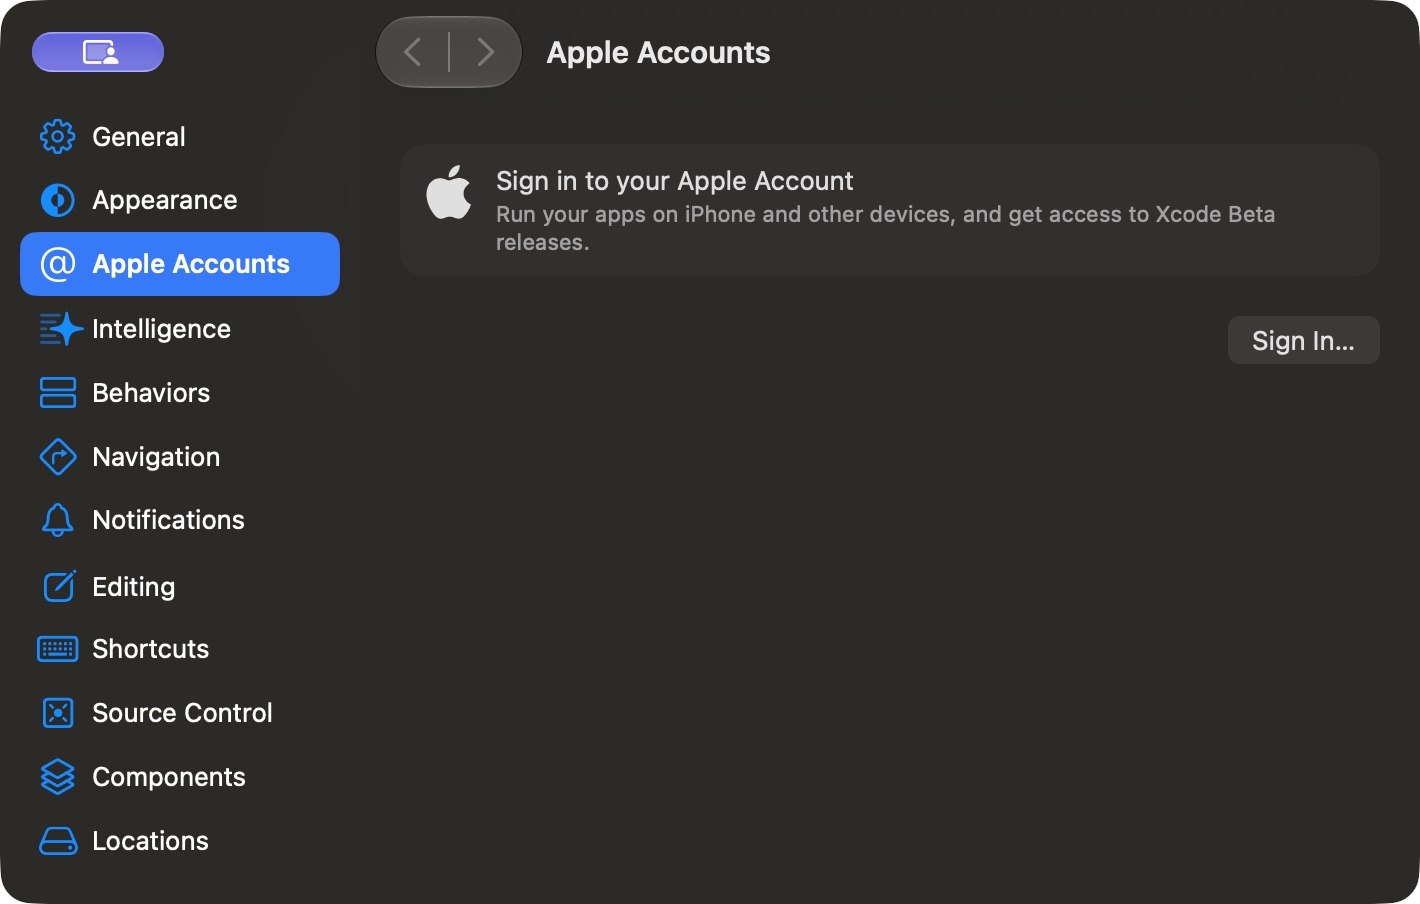 Apple Accounts
General
Appearance
Apple Accounts
Intelligence
Behaviors
Navigation
Notifications
Editing
Shortcuts
Source Control
Components
Locations
Sign in to your Apple Account
Run your apps on iPhone and other devices, and get access to Xcode Beta
releases.
Sign In...